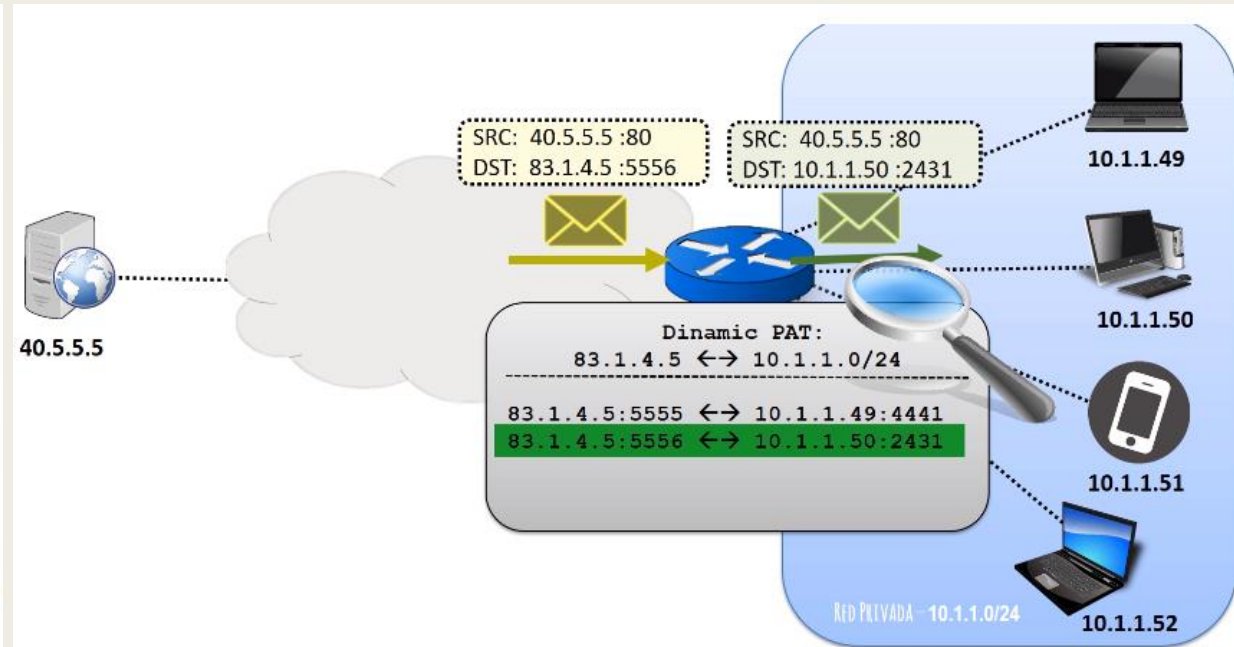 SRC: 40.5.5.5 :80
DST: 83.1.4.5 :5556
SRC: 40.5.5.5 :80
DST: 10.1.1.50 :2431
10.1.1.49
10.1.1.50
40.5.5.5
Dinamic PAT:
83.1.4.5 ←→ 10.1.1.0/24
83.1.4.5:5555 ←→ 10.1.1.49:4441
83.1.4.5:5556 ←→ 10.1.1.50:2431
10.1.1.51
RED PRIVADA – 10.1.1.0/24
10.1.1.52